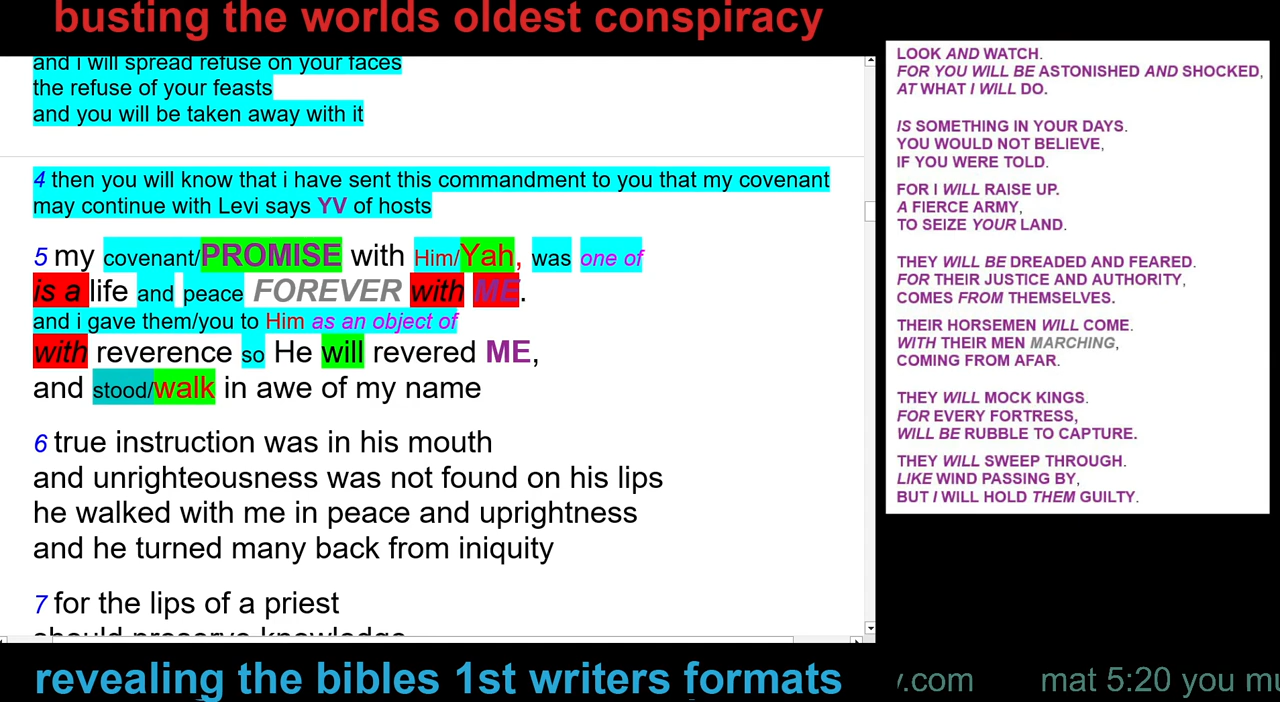 busting the worlds oldest conspiracy
and i will spread refuse on your faces
the refuse of your feasts
and you will be taken away with it
4 then you will know that i have sent this commandment to you that my covenant
may continue with Levi says YV of hosts
5 my covenant/PROMISE with Him/Yah, was one of
is a life and peace FOREVER with ME.
and i gave them/you to Him as an object of
with reverence so He will revered ME,
and stood/walk in awe of my name
6 true instruction was in his mouth
and unrighteousness was not found on his lips
he walked with me in peace and uprightness
and he turned many back from iniquity
7 for the lips of a priest
should preserve knowledge
LOOK AND WATCH.
FOR YOU WILL BE ASTONISHED AND SHOCKED,
AT WHAT I WILL DO.
IS SOMETHING IN YOUR DAYS.
YOU WOULD NOT BELIEVE,
IF YOU WERE TOLD.
FOR I WILL RAISE UP.
A FIERCE ARMY,
TO SEIZE YOUR LAND.
THEY WILL BE DREADED AND FEARED.
FOR THEIR JUSTICE AND AUTHORITY,
COMES FROM THEMSELVES.
THEIR HORSEMEN WILL COME.
WITH THEIR MEN MARCHING,
COMING FROM AFAR.
THEY WILL MOCK KINGS.
FOR EVERY FORTRESS,
WILL BE RUBBLE TO CAPTURE.
THEY WILL SWEEP THROUGH.
LIKE WIND PASSING BY,
BUT I WILL HOLD THEM GUILTY.
revealing the bibles 1st writers formats
.com mat 5:20 you mu